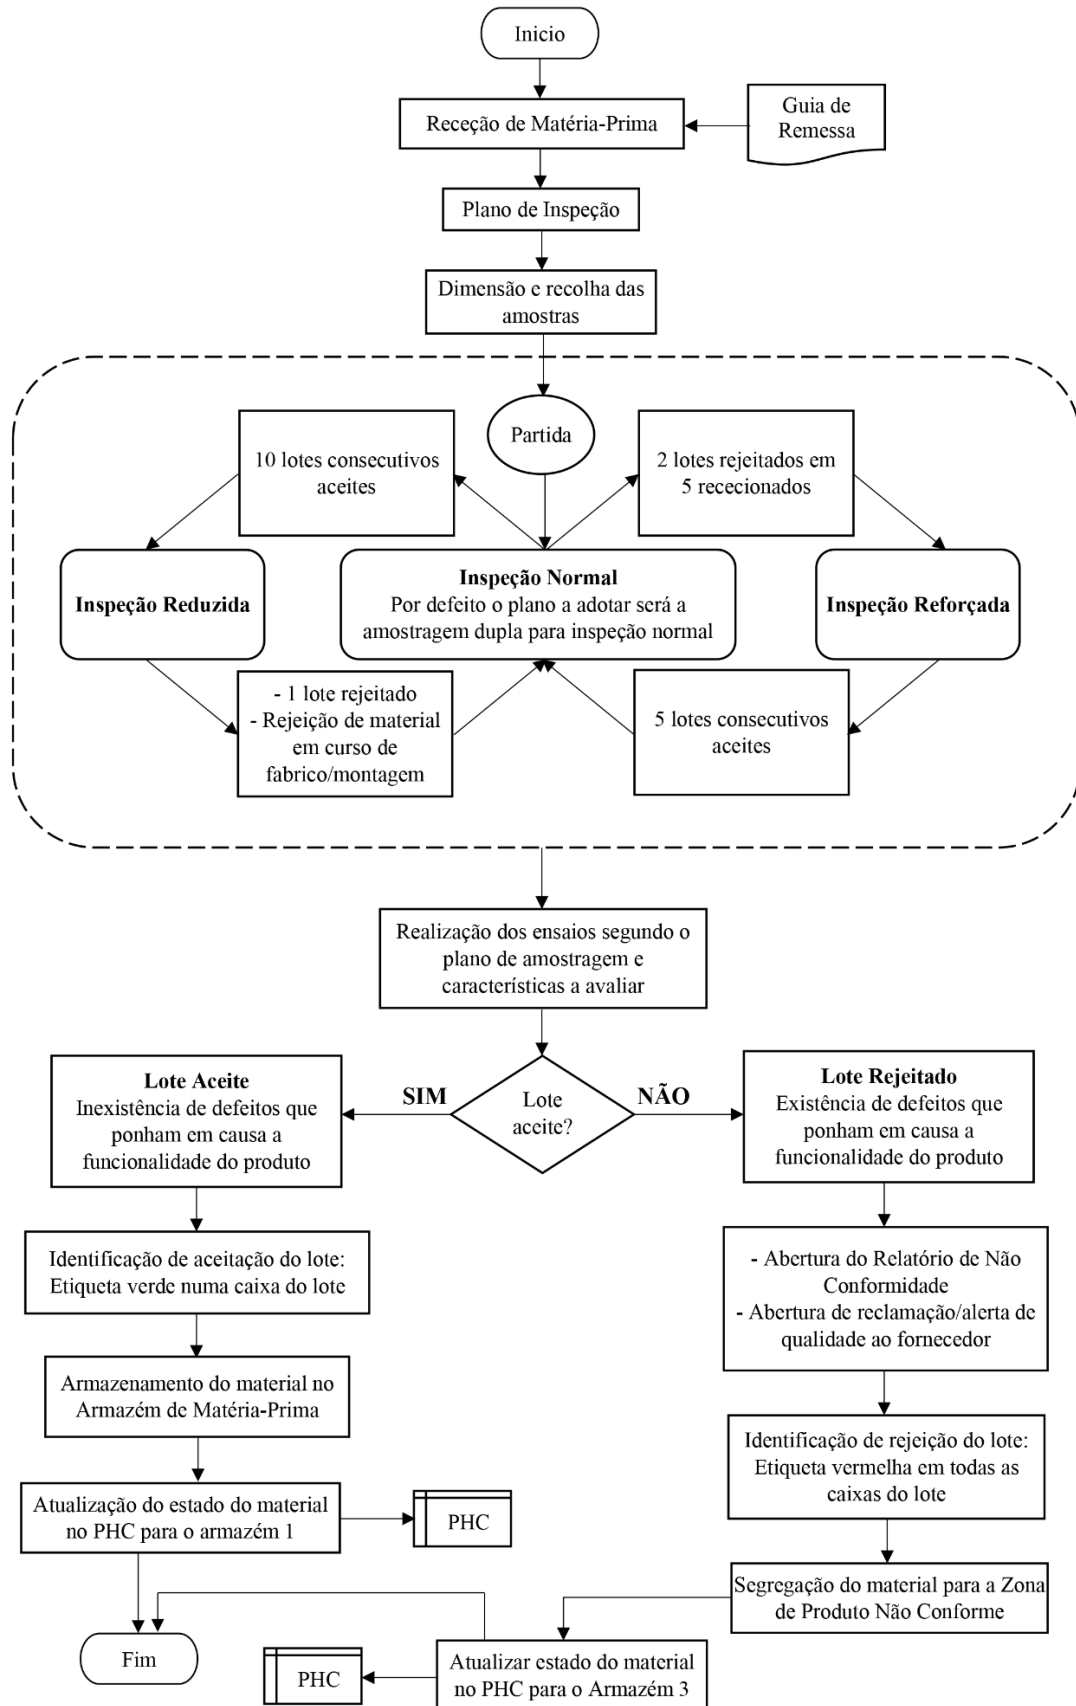 Inicio
Receção de Matéria-Prima
Guia de
Remessa
Plano de Inspeção
Dimensão e recolha das
amostras
Partida
10 lotes consecutivos
aceites
2 lotes rejeitados em
5 rececionados
Inspeção Reduzida
Inspeção Normal
Por defeito o plano a adotar será a
amostragem dupla para inspeção normal
Inspeção Reforçada
- 1 lote rejeitado
- Rejeição de material
em curso de
fabrico/montagem
5 lotes consecutivos
aceites
Realização dos ensaios segundo o
plano de amostragem e
características a avaliar
Lote
aceite?
SIM
NÃO
Lote Aceite
Inexistência de defeitos que
ponham em causa a
funcionalidade do produto
Lote Rejeitado
Existência de defeitos que
ponham em causa a
funcionalidade do produto
Identificação de aceitação do lote:
Etiqueta verde numa caixa do lote
- Abertura do Relatório de Não
Conformidade
- Abertura de reclamação/alerta de
qualidade ao fornecedor
Armazenamento do material no
Armazém de Matéria-Prima
Identificação de rejeição do lote:
Etiqueta vermelha em todas as
caixas do lote
Atualização do estado do material
no PHC para o armazém 1
PHC
Segregação do material para a Zona
de Produto Não Conforme
Fim
PHC
Atualizar estado do material
no PHC para o Armazém 3